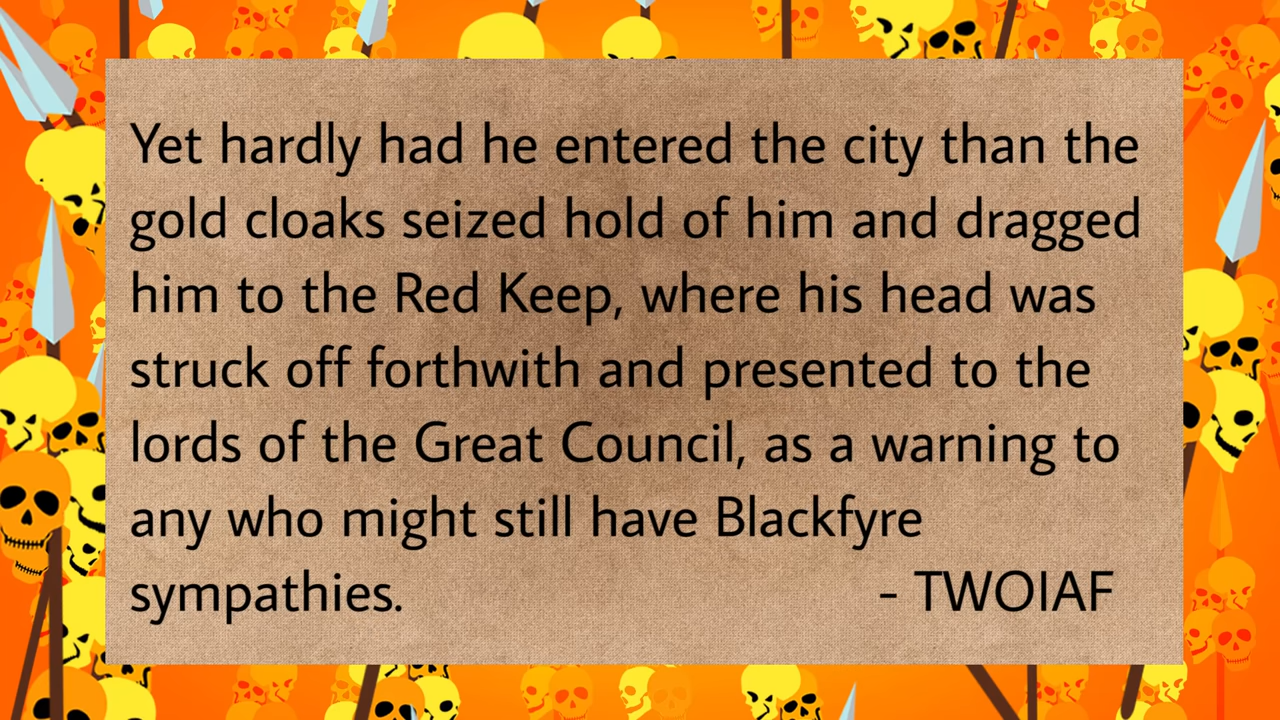 Yet hardly had he entered the city than the
gold cloaks seized hold of him and dragged
him to the Red Keep, where his head was
struck off forthwith and presented to the
lords of the Great Council, as a warning to
any who might still have Blackfyre
sympathies. - TWOIAF